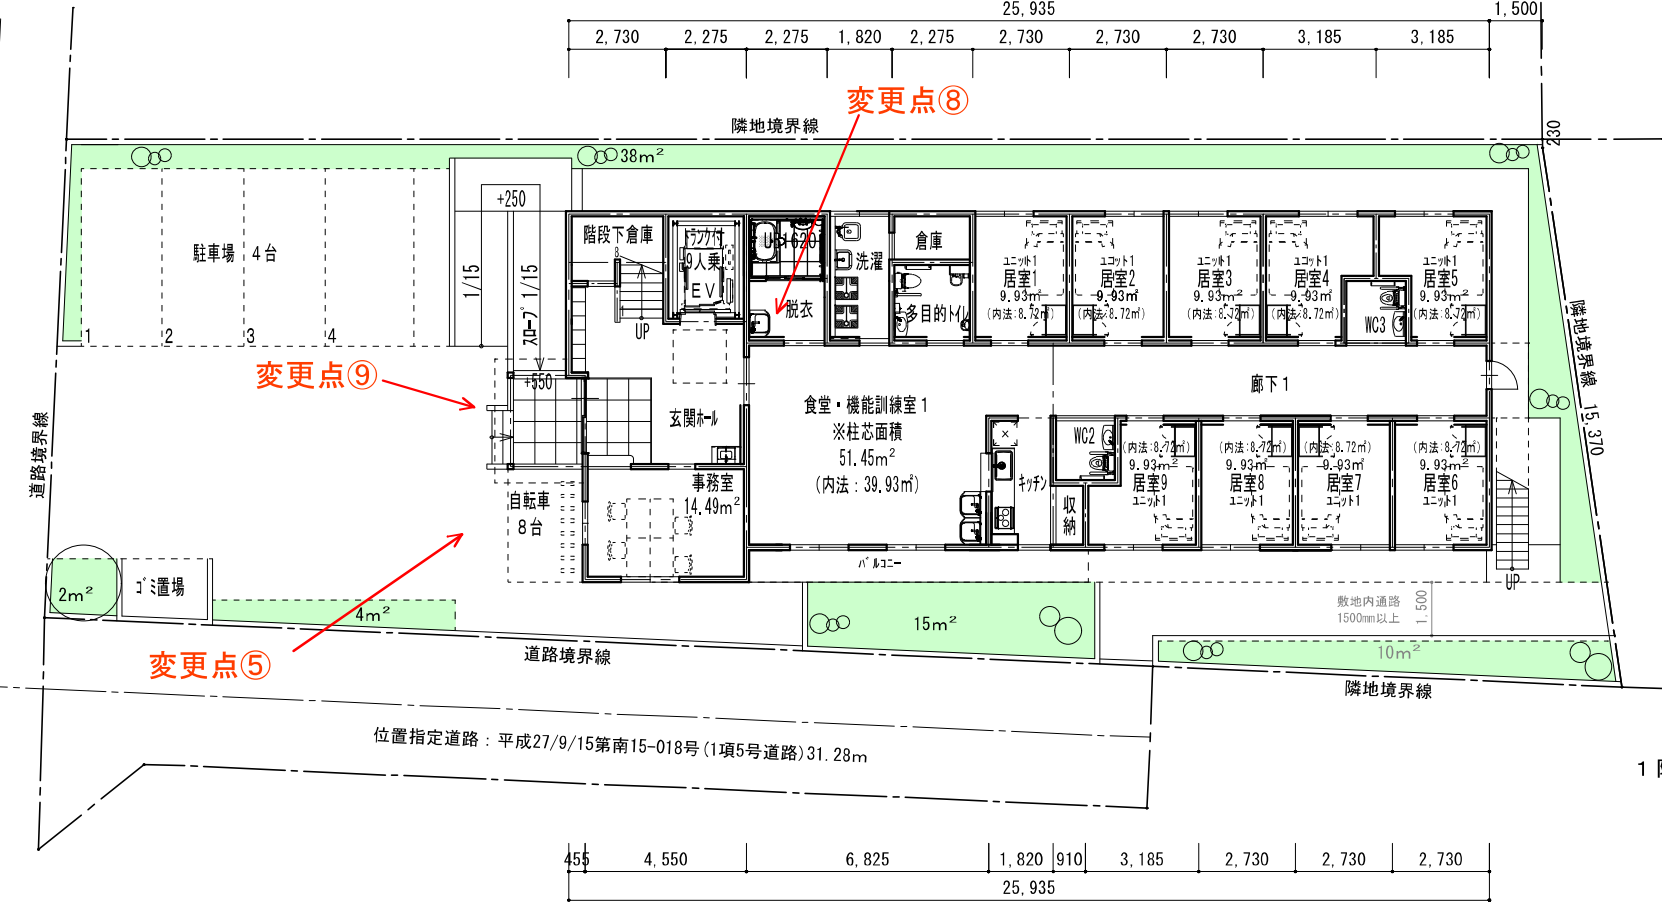 25,935
1,500
2,730
2,275
2,275
1,820
2,275
2,730
2,730
2,730
3,185
3,185
変更点⑧
隣地境界線
230
38m²
+250
駐車場 4台
1/15
スロープ 1/15
+550
1
2
3
4
階段下倉庫
UP
トランク付
9人乗
EV
U-1620
脱衣
洗濯
倉庫
多目的トイレ
ユニット1
居室1
9.93㎡
(内法:8.72㎡)
ユニット1
居室2
9.93㎡
(内法:8.72㎡)
ユニット1
居室3
9.93㎡
(内法:8.72㎡)
ユニット1
居室4
9.93㎡
(内法:8.72㎡)
ユニット1
居室5
9.93㎡
(内法:8.72㎡)
WC3
隣地境界線 15,370
変更点⑨
道路境界線
玄関ホール
食堂・機能訓練室1
※柱芯面積
51.45m²
(内法:39.93㎡)
廊下1
キッチン
WC2
収納
(内法:8.72㎡)
9.93m²
居室9
ユニット1
(内法:8.72㎡)
9.93m²
居室8
ユニット1
(内法:8.72㎡)
9.93m²
居室7
ユニット1
(内法:8.72㎡)
9.93m²
居室6
ユニット1
事務室
14.49m²
自転車
8台
バルコニー
UP
2m²
ゴミ置場
4m²
15m²
敷地内通路
1500mm以上
1,500
10m²
変更点⑤
道路境界線
隣地境界線
位置指定道路:平成27/9/15第南15-018号(1項5号道路)31.28m
1階
455
4,550
6,825
1,820
910
3,185
2,730
2,730
2,730
25,935